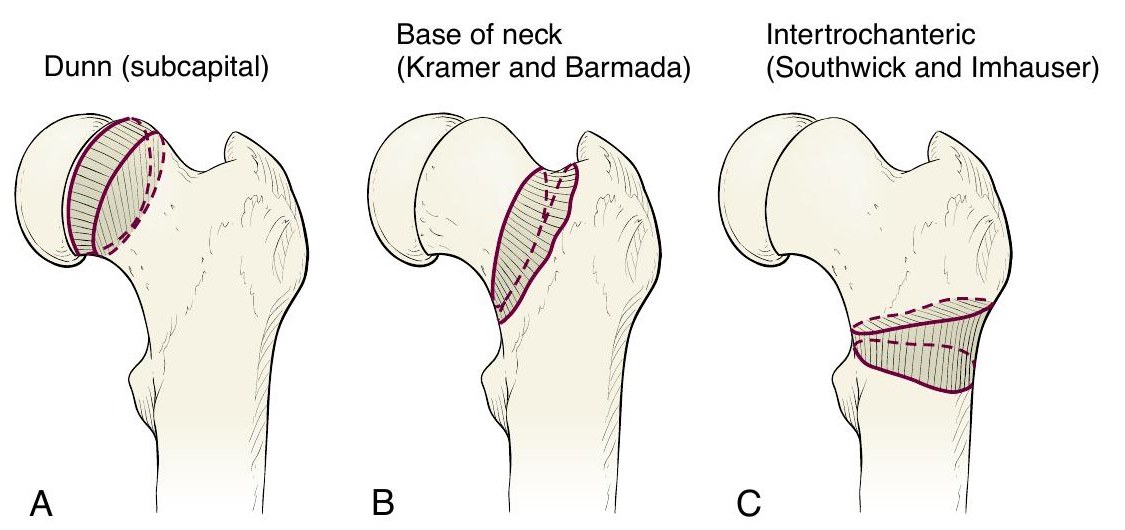 Dunn (subcapital)
Base of neck
(Kramer and Barmada)
Intertrochanteric
(Southwick and Imhauser)
A
B
C